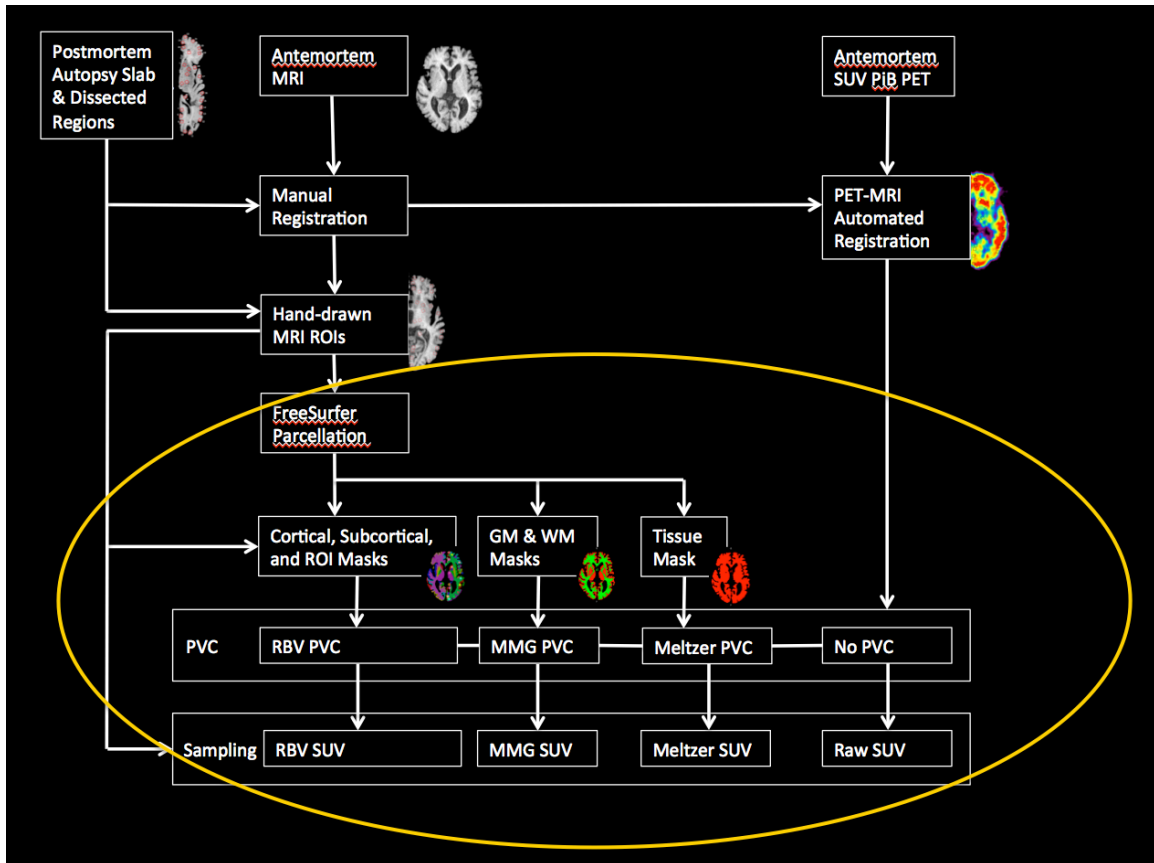 Postmortem
Autopsy Slab
& Dissected
Regions
Antemortem
MRI
Antemortem
SUV PiB PET
Manual
Registration
PET-MRI
Automated
Registration
Hand-drawn
MRI ROIs
FreeSurfer
Parcellation
Cortical, Subcortical,
and ROI Masks
GM & WM
Masks
Tissue
Mask
PVC
RBV PVC
MMG PVC
Meltzer PVC
No PVC
Sampling
RBV SUV
MMG SUV
Meltzer SUV
Raw SUV